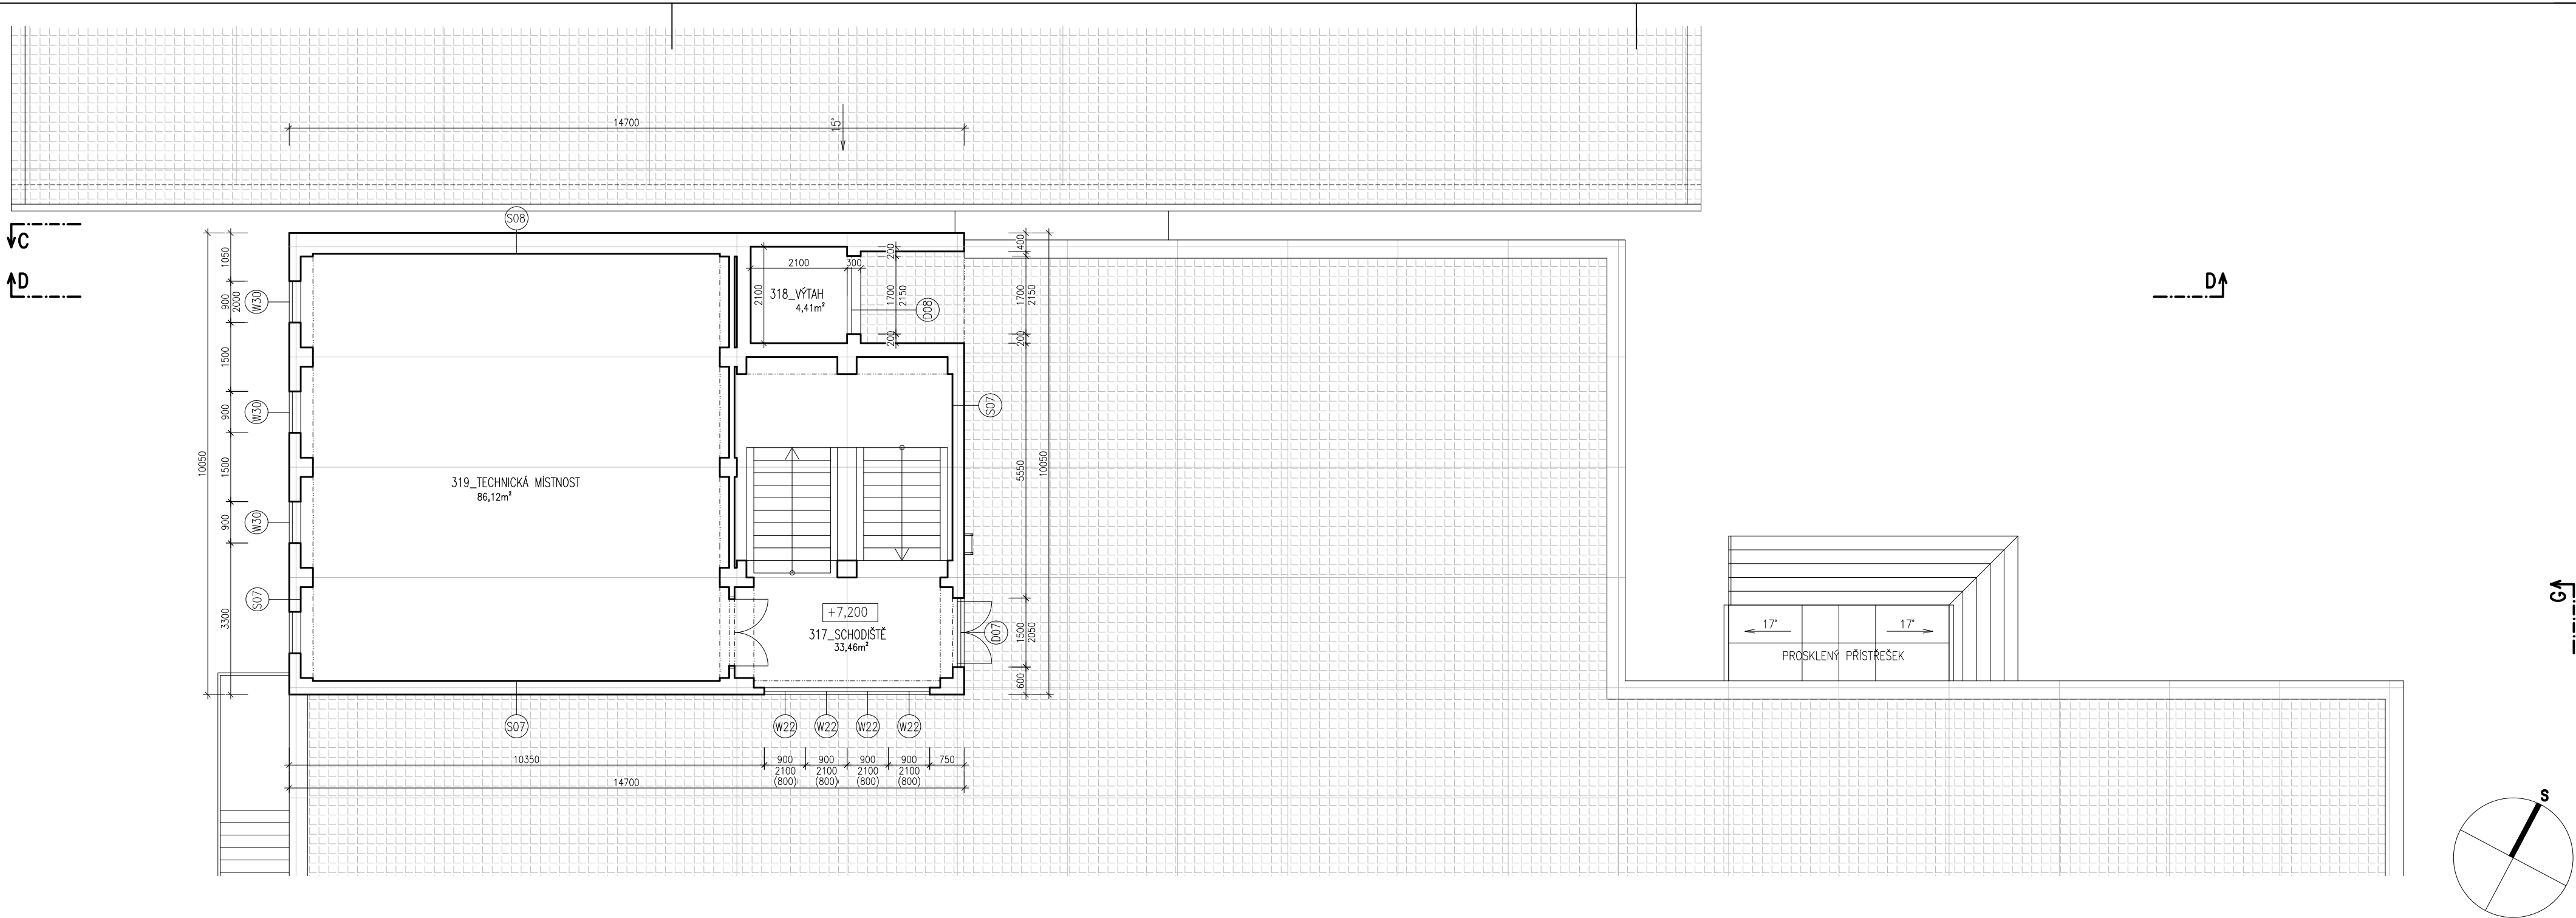 14700
15°
S08
C
D
D
1050
900
2000
1500
900
1500
900
3300
10050
W30
W30
W30
S07
2100
300
2100
318_VÝTAH
4,41m²
200
1700
2150
200
D08
400
1700
2150
200
5550
10050
1500
2050
600
S07
319_TECHNICKÁ MÍSTNOST
86,12m²
+7,200
317_SCHODIŠTĚ
33,46m²
D07
S07
W22
W22
W22
W22
10350
900
2100
(800)
900
2100
(800)
900
2100
(800)
900
2100
(800)
750
14700
17°
17°
PROSKLENÝ PŘÍSTŘEŠEK
G
S